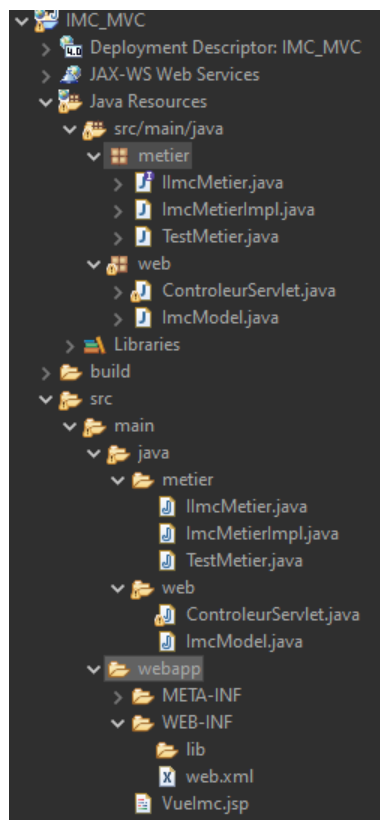 IMC_MVC
Deployment Descriptor: IMC_MVC
JAX-WS Web Services
Java Resources
src/main/java
metier
IImcMetier.java
ImcMetierImpl.java
TestMetier.java
web
ControleurServlet.java
ImcModel.java
Libraries
build
src
main
java
metier
IImcMetier.java
ImcMetierImpl.java
TestMetier.java
web
ControleurServlet.java
ImcModel.java
webapp
META-INF
WEB-INF
lib
web.xml
VueImc.jsp